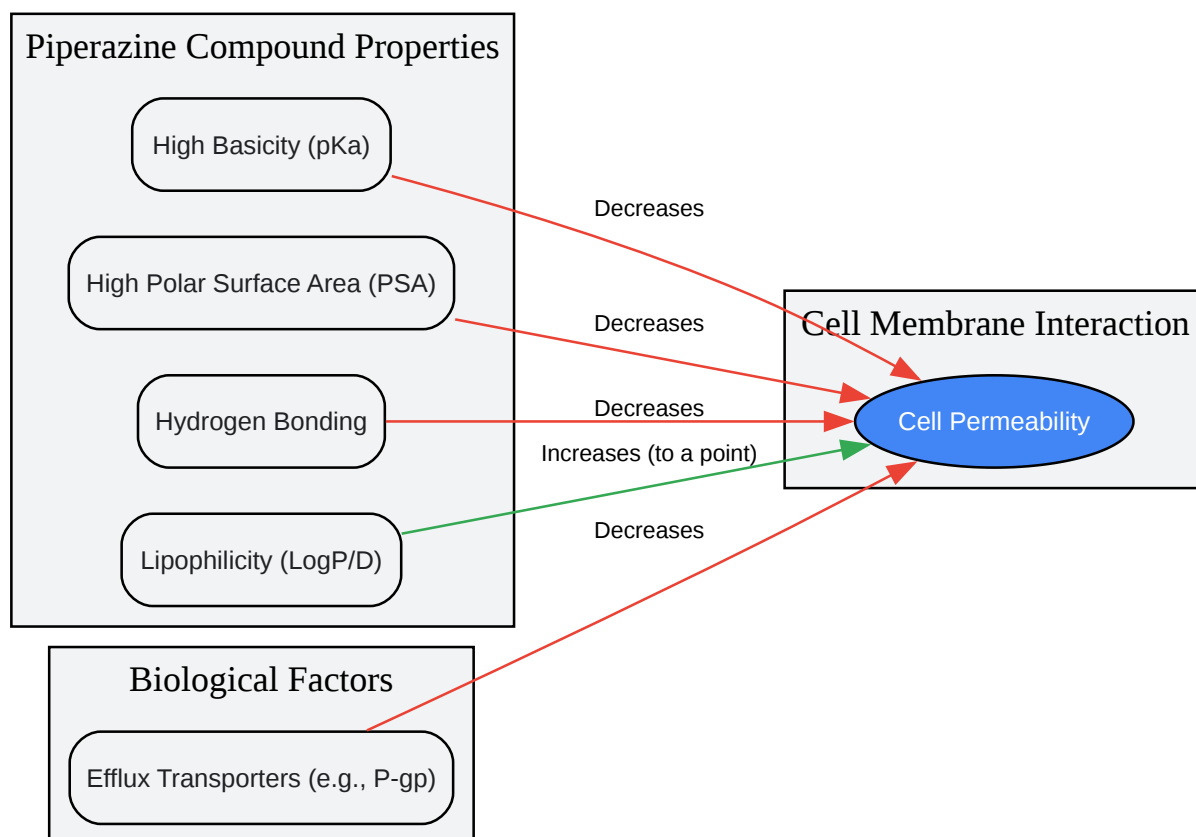 Piperazine Compound Properties
High Basicity (pKa)
High Polar Surface Area (PSA)
Hydrogen Bonding
Lipophilicity (LogP/D)
Biological Factors
Efflux Transporters (e.g., P-gp)
Decreases
Decreases
Decreases
Increases (to a point)
Decreases
Cell Membrane Interaction
Cell Permeability